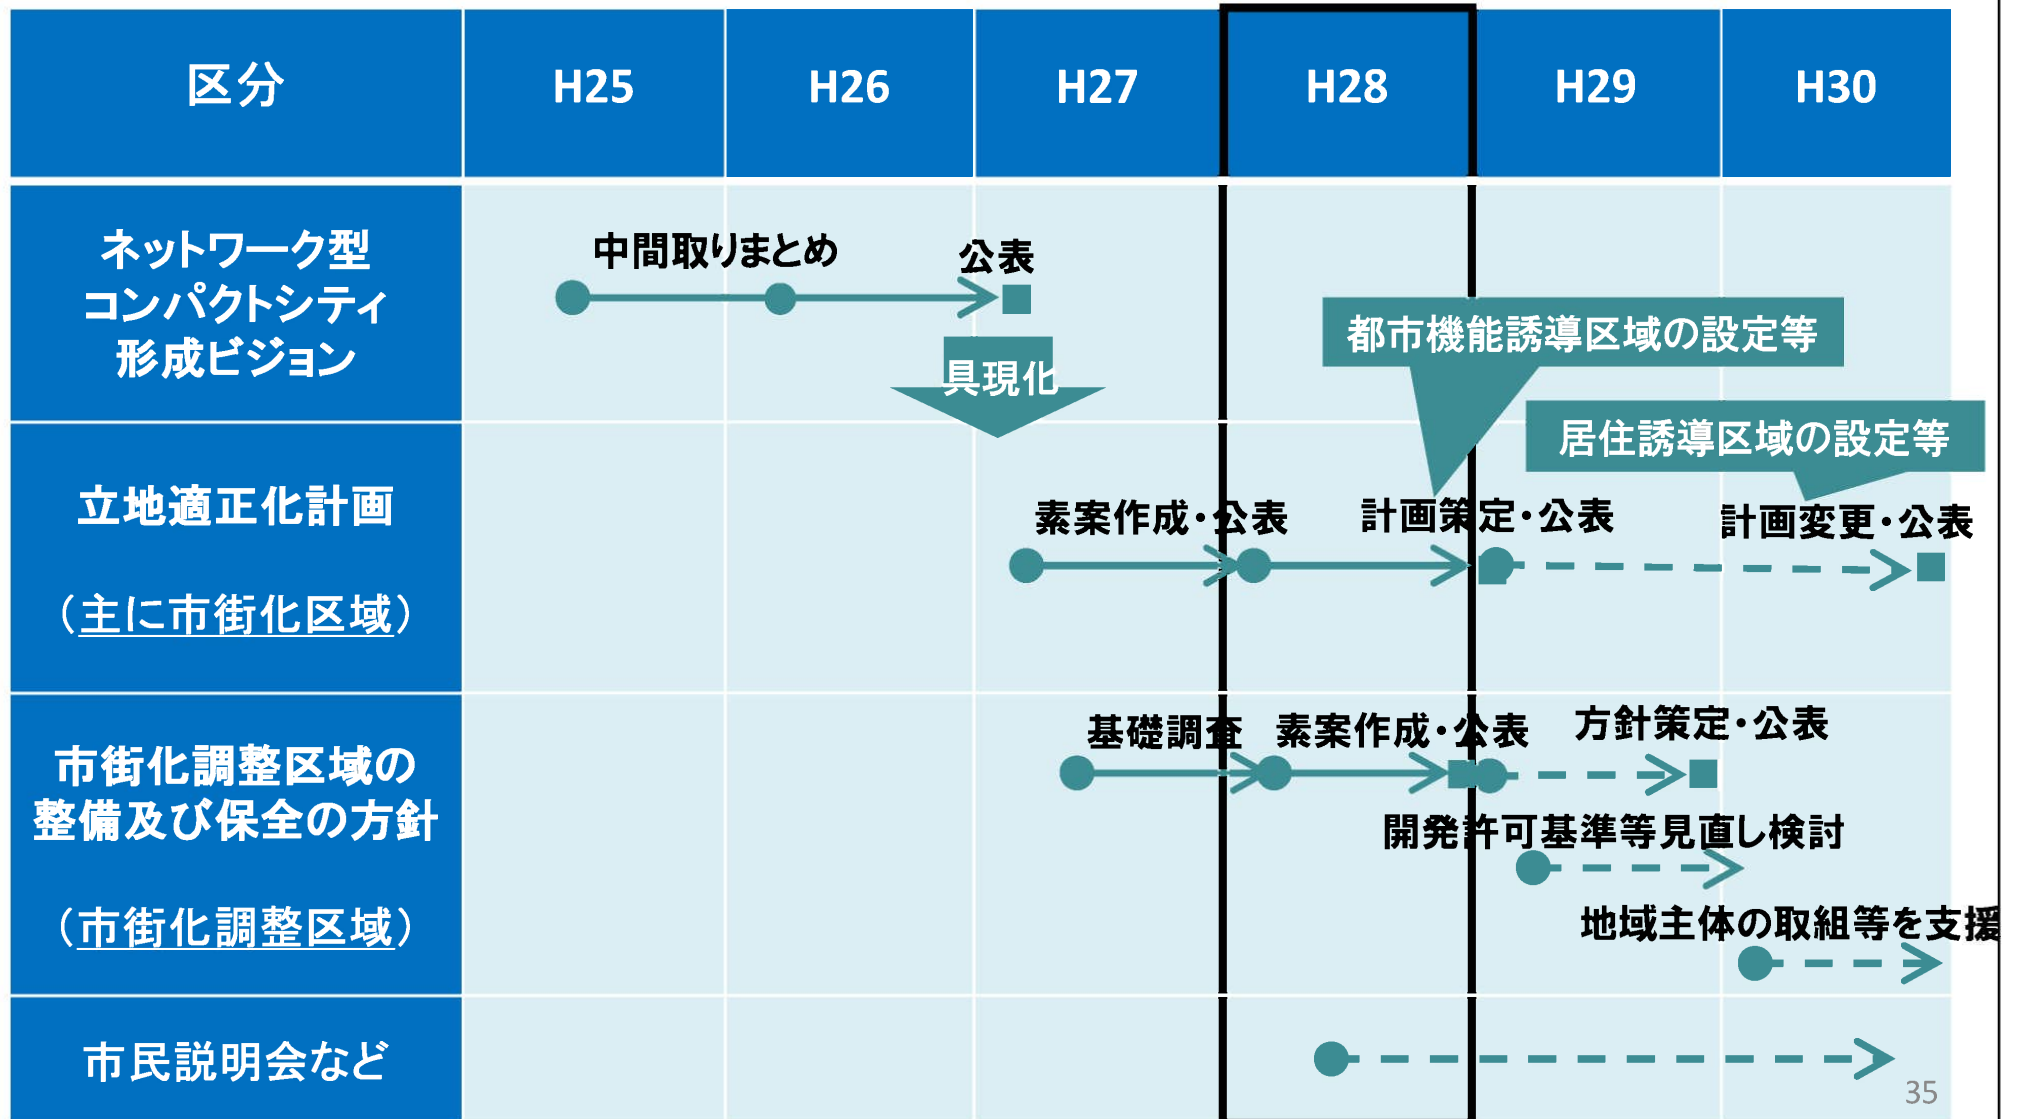 区分
H25
H26
H27
H28
H29
H30
ネットワーク型
コンパクトシティ
形成ビジョン
中間取りまとめ
公表
具現化
都市機能誘導区域の設定等
居住誘導区域の設定等
立地適正化計画
（主に市街化区域）
素案作成・公表
計画策定・公表
計画変更・公表
市街化調整区域の
整備及び保全の方針
（市街化調整区域）
基礎調査
素案作成・公表
方針策定・公表
開発許可基準等見直し検討
地域主体の取組等を支援
市民説明会など
35